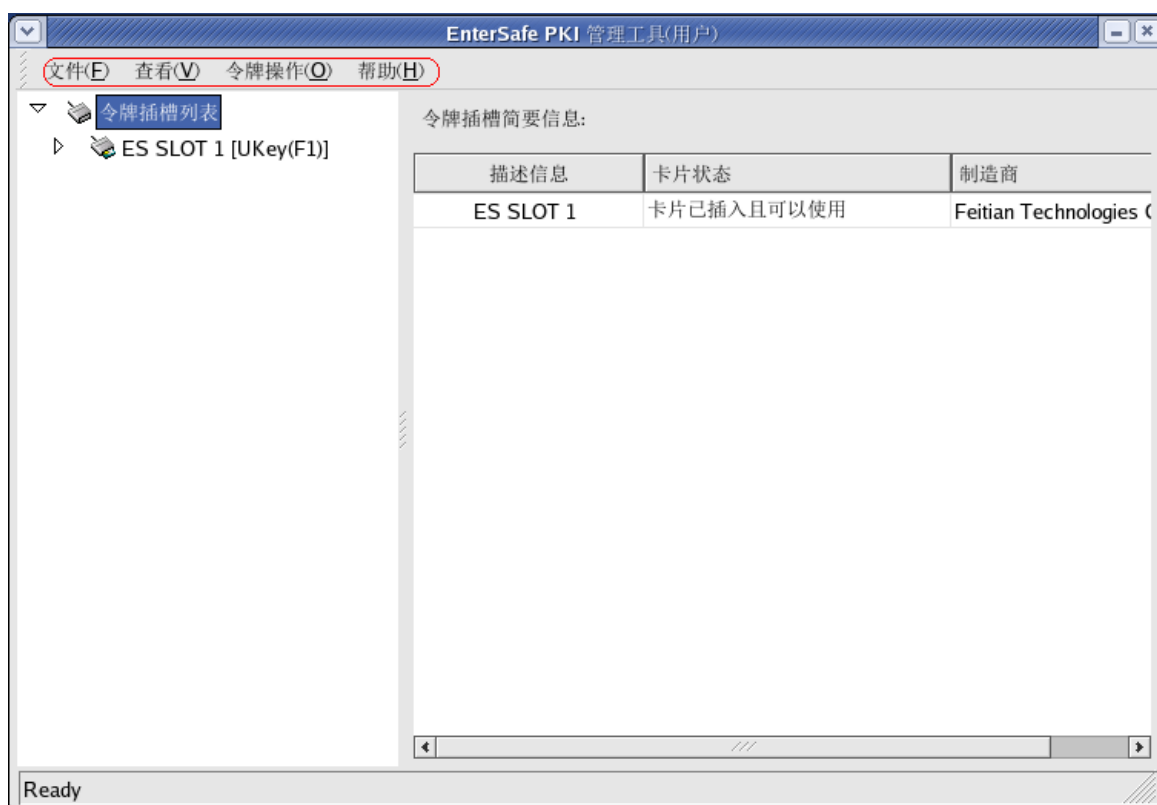 EnterSafe PKI 管理工具(用户)
文件(F) 查看(V) 令牌操作(O) 帮助(H)
令牌插槽列表
ES SLOT 1 [UKey(F1)]
令牌插槽简要信息:
描述信息 卡片状态 制造商
ES SLOT 1 卡片已插入且可以使用 Feitian Technologies
Ready